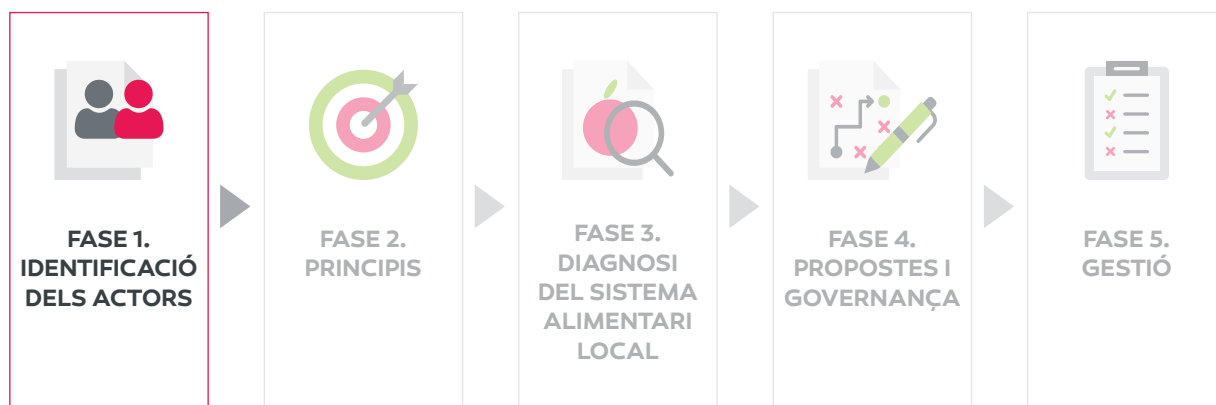 FASE 1.
IDENTIFICACIÓ
DELS ACTORS
FASE 2.
PRINCIPIS
FASE 3.
DIAGNOSI
DEL SISTEMA
ALIMENTARI
LOCAL
FASE 4.
PROPOSTES I
GOVERNANÇA
FASE 5.
GESTIÓ